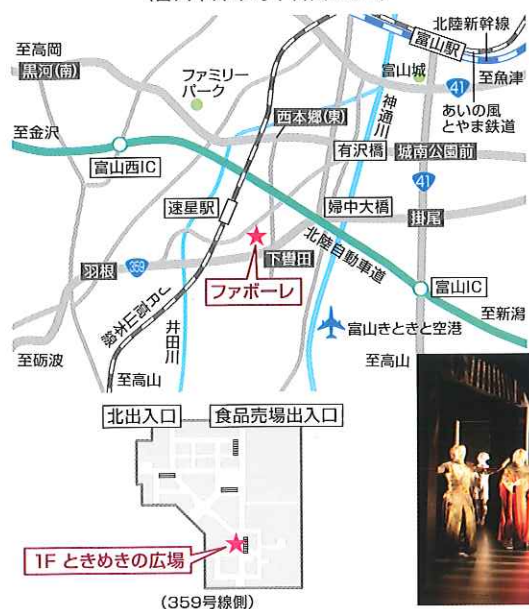 北陸新幹線
至高岡
富山駅
黒河(南)
富山城
至魚津
ファミリー
パーク
41
あいの風
とやま鉄道
西本郷(東)
神通川
至金沢
有沢橋
城南公園前
富山西IC
41
速星駅
婦中大橋
掛尾
羽根
359
下轡田
北陸自動車道
ファボーレ
富山IC
JR高山本線
井田川
富山きときと空港
至新潟
至砺波
至高山
至高山
北出入口
食品売場出入口
1F ときめきの広場
(359号線側)